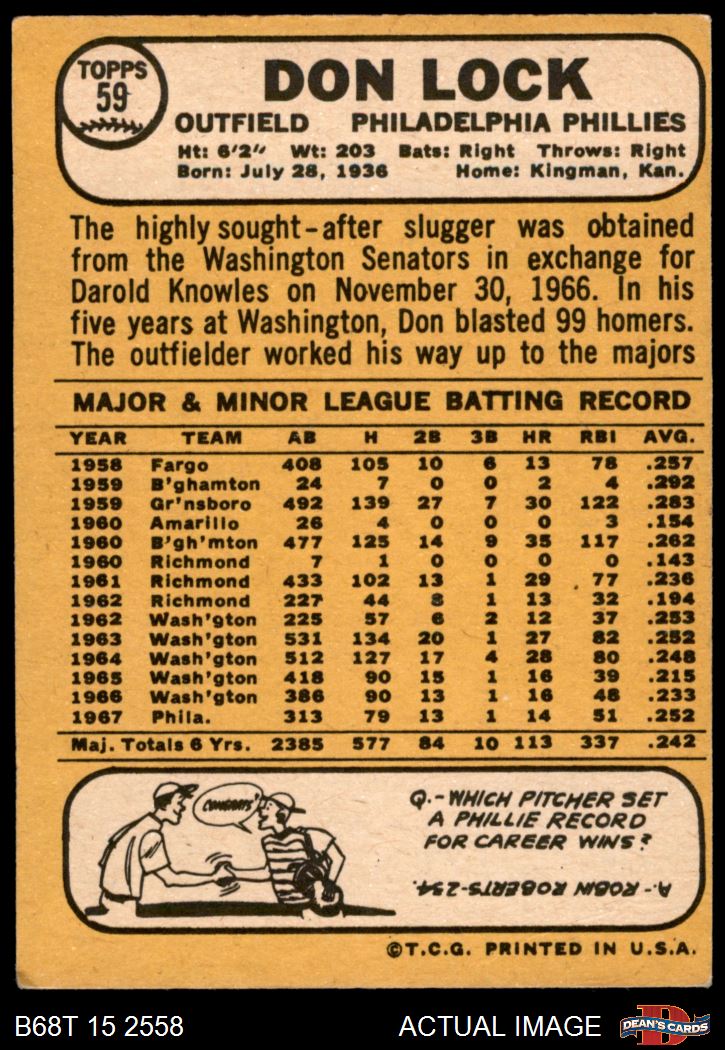 TOPPS
59
DON LOCK
OUTFIELD PHILADELPHIA PHILLIES
Ht: 6'2" Wt: 203 Bats: Right Throws: Right
Born: July 28, 1936 Home: Kingman, Kan.
The highly sought-after slugger was obtained
from the Washington Senators in exchange for
Darold Knowles on November 30, 1966. In his
five years at Washington, Don blasted 99 homers.
The outfielder worked his way up to the majors
MAJOR & MINOR LEAGUE BATTING RECORD
YEAR TEAM AB H 2B 3B HR RBI AVG.
1958 Fargo 408 105 10 6 13 78 .257
1959 B'ghamton 24 7 0 0 2 4 .292
1959 Gr'nsboro 492 139 27 7 30 122 .283
1960 Amarillo 26 4 0 0 0 3 .154
1960 B'gh'mton 477 125 14 9 35 117 .262
1960 Richmond 7 1 0 0 0 0 .143
1961 Richmond 433 102 13 1 29 77 .236
1962 Richmond 227 44 8 1 13 32 .194
1962 Wash'gton 225 57 6 2 12 37 .253
1963 Wash'gton 531 134 20 1 27 82 .252
1964 Wash'gton 512 127 17 4 28 80 .248
1965 Wash'gton 418 90 15 1 16 39 .215
1966 Wash'gton 386 90 13 1 16 48 .233
1967 Phila. 313 79 13 1 14 51 .252
Maj. Totals 6 Yrs. 2385 577 84 10 113 337 .242
CONGRATS
Q.-WHICH PITCHER SET
A PHILLIE RECORD
FOR CAREER WINS?
A-ROBIN ROBERTS-234.
©T.C.G. PRINTED IN U.S.A.
B68T 15 2558 ACTUAL IMAGE
D
DEAN'S CARDS